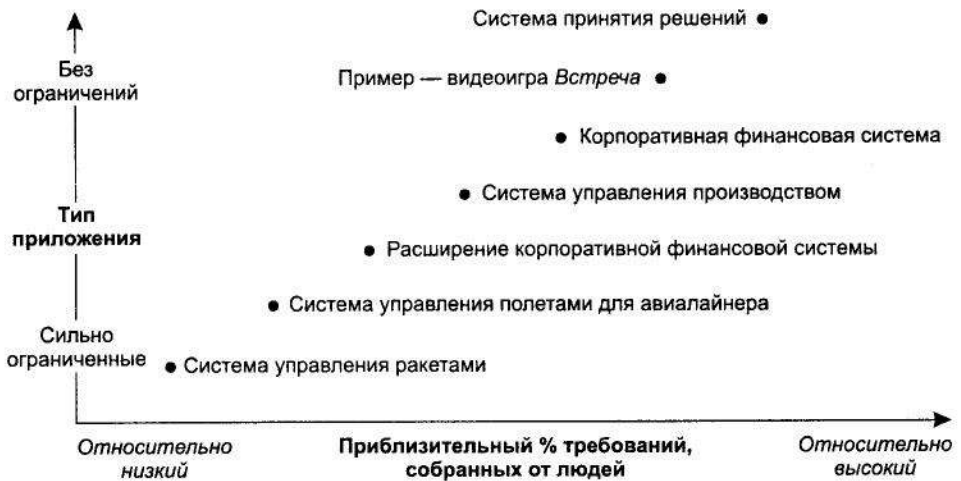 Система принятия решений
Без
ограничений
Пример — видеоигра Встреча
Корпоративная финансовая система
Система управления производством
Тип
приложения
Расширение корпоративной финансовой системы
Система управления полетами для авиалайнера
Сильно
ограниченные
Система управления ракетами
Относительно
низкий
Приблизительный % требований,
собранных от людей
Относительно
высокий